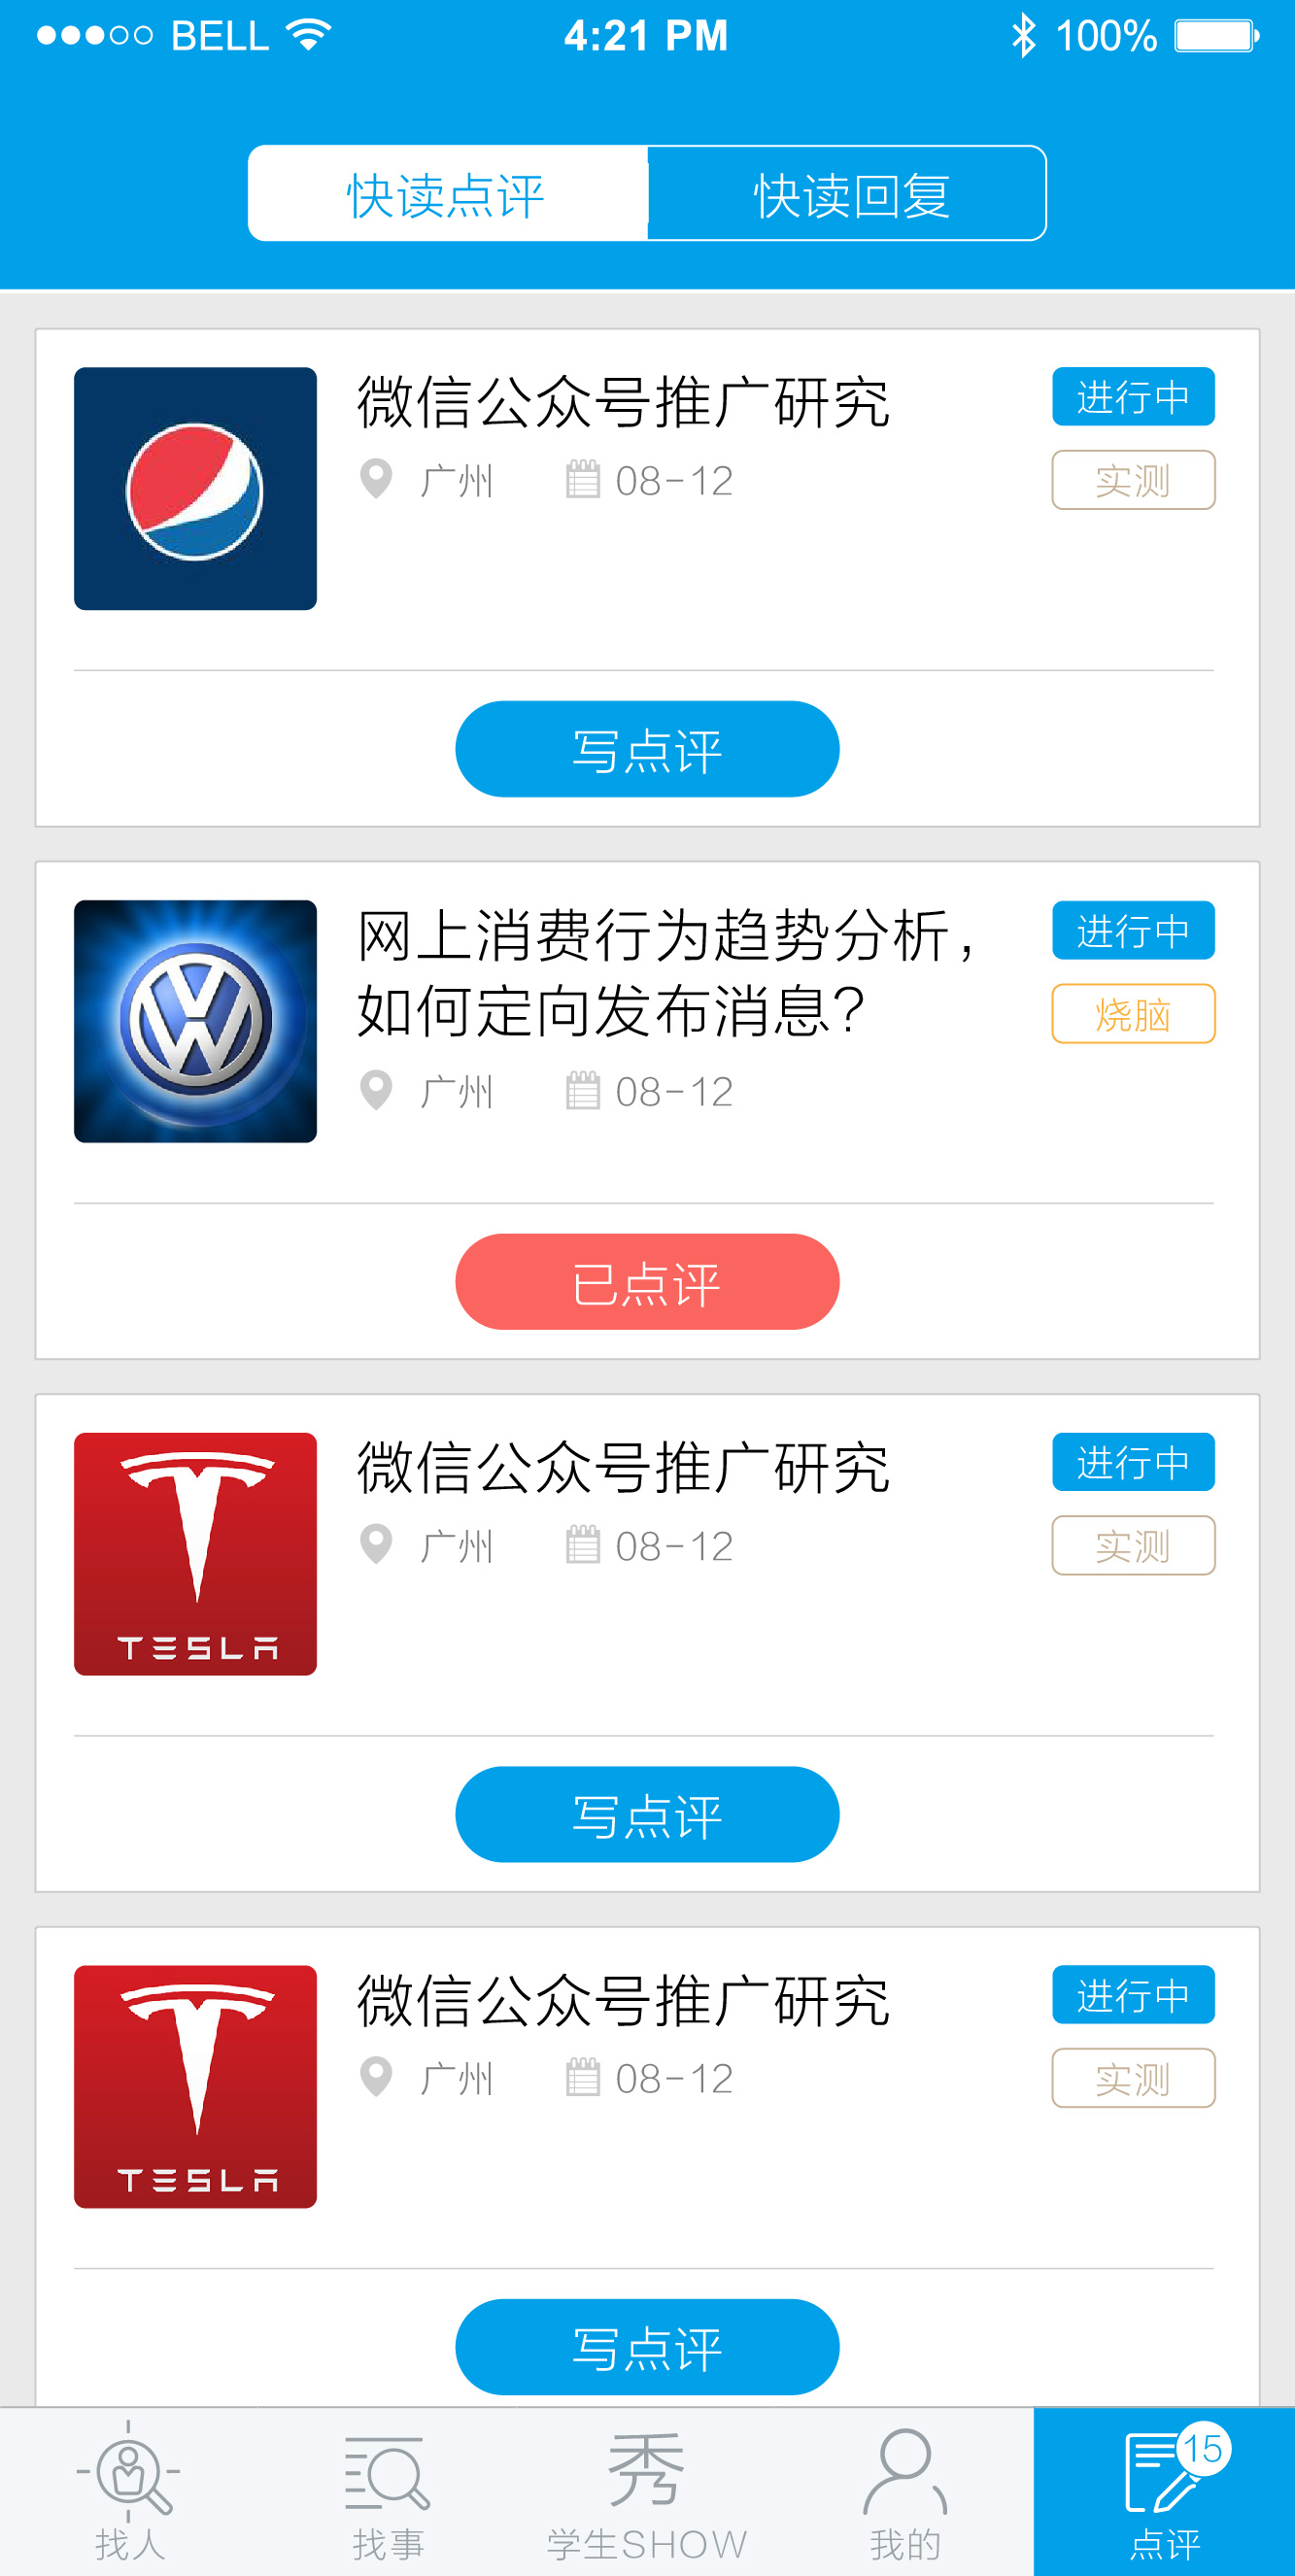 BELL 4:21 PM 100%
快读点评 快读回复
微信公众号推广研究 进行中
广州 08-12 实测
写点评
网上消费行为趋势分析， 进行中
如何定向发布消息？ 烧脑
广州 08-12
已点评
微信公众号推广研究 进行中
广州 08-12 实测
TESLA
写点评
微信公众号推广研究 进行中
广州 08-12 实测
TESLA
写点评
秀 15
找人 找事 学生SHOW 我的 点评